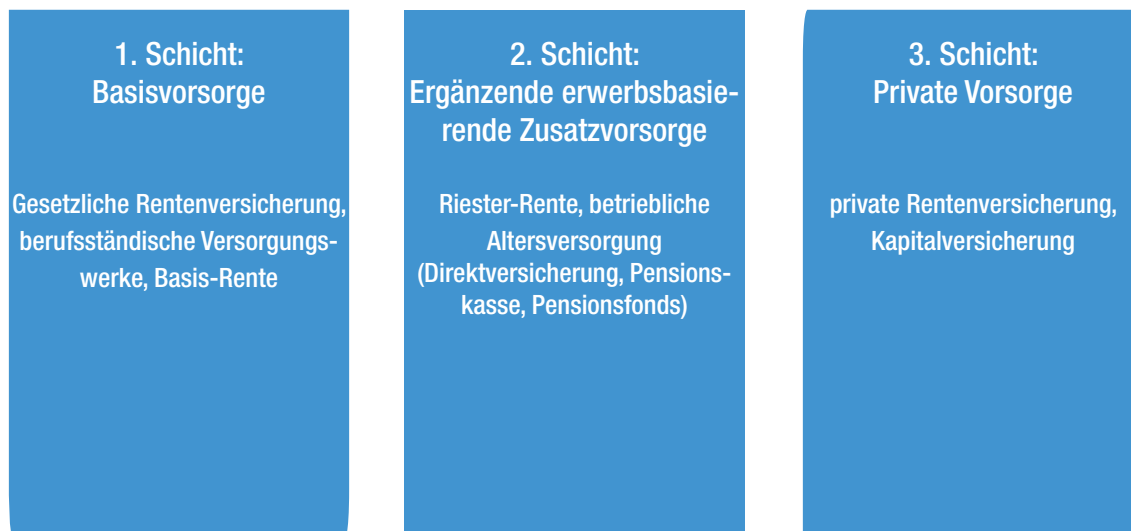 1. Schicht:
Basisvorsorge
Gesetzliche Rentenversicherung,
berufsständische Versorgungs-
werke, Basis-Rente
2. Schicht:
Ergänzende erwerbsbasie-
rende Zusatzvorsorge
Riester-Rente, betriebliche
Altersversorgung
(Direktversicherung, Pensions-
kasse, Pensionsfonds)
3. Schicht:
Private Vorsorge
private Rentenversicherung,
Kapitalversicherung